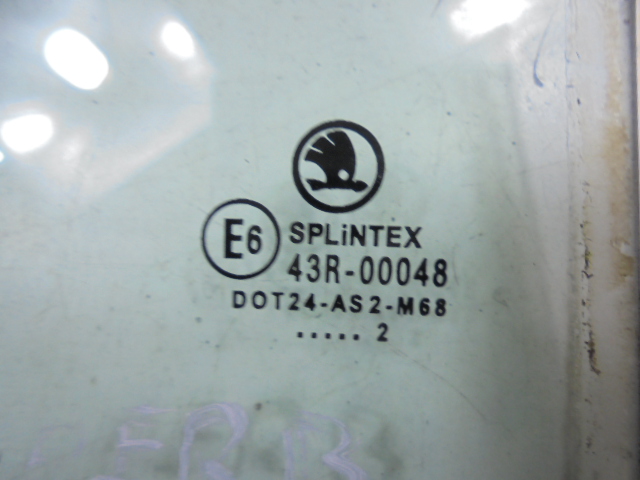 E6 SPLiNTEX
43R-00048
DOT24-AS2-M68
..... 2